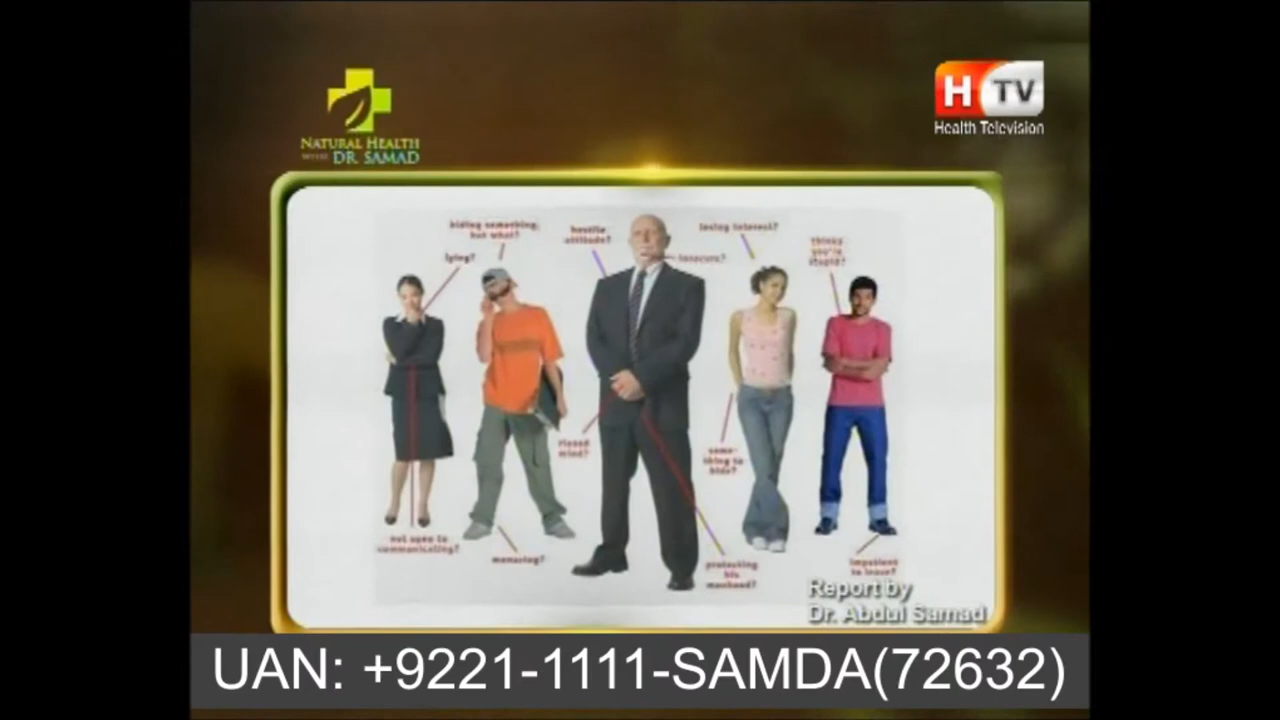 NATURAL HEALTH
WITH DR. SAMAD
H TV
Health Television
hiding something,
but what?
lying?
hostile
attitude?
insecure?
losing interest?
thinks
you're
stupid?
closed
mind?
some-
thing to
hide?
not open to
communicating?
menacing?
protecting
his
manhood?
impatient
to leave?
Report by
Dr. Abdul Samad
UAN: +9221-1111-SAMDA(72632)